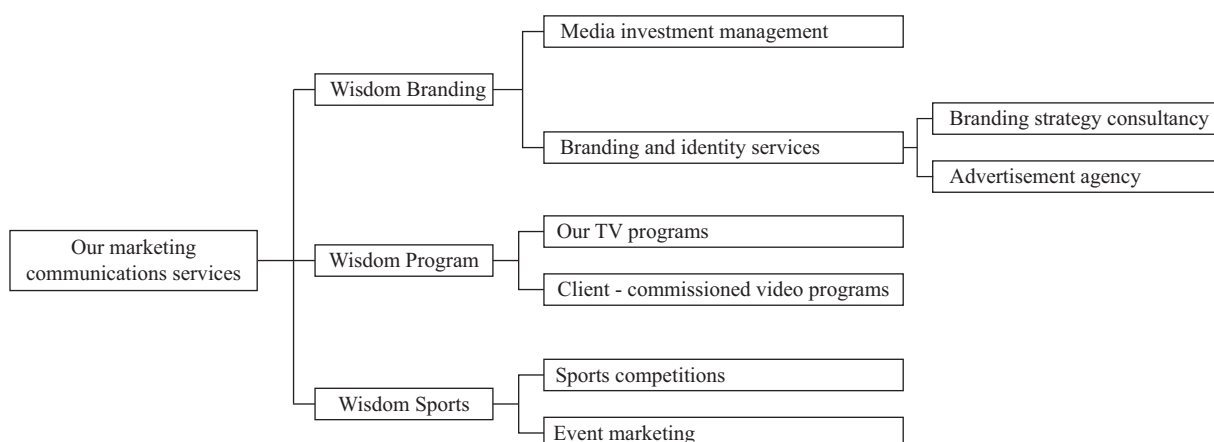 Our marketing
communications services
Wisdom Branding
Media investment management
Branding and identity services
Branding strategy consultancy
Advertisement agency
Wisdom Program
Our TV programs
Client - commissioned video programs
Wisdom Sports
Sports competitions
Event marketing